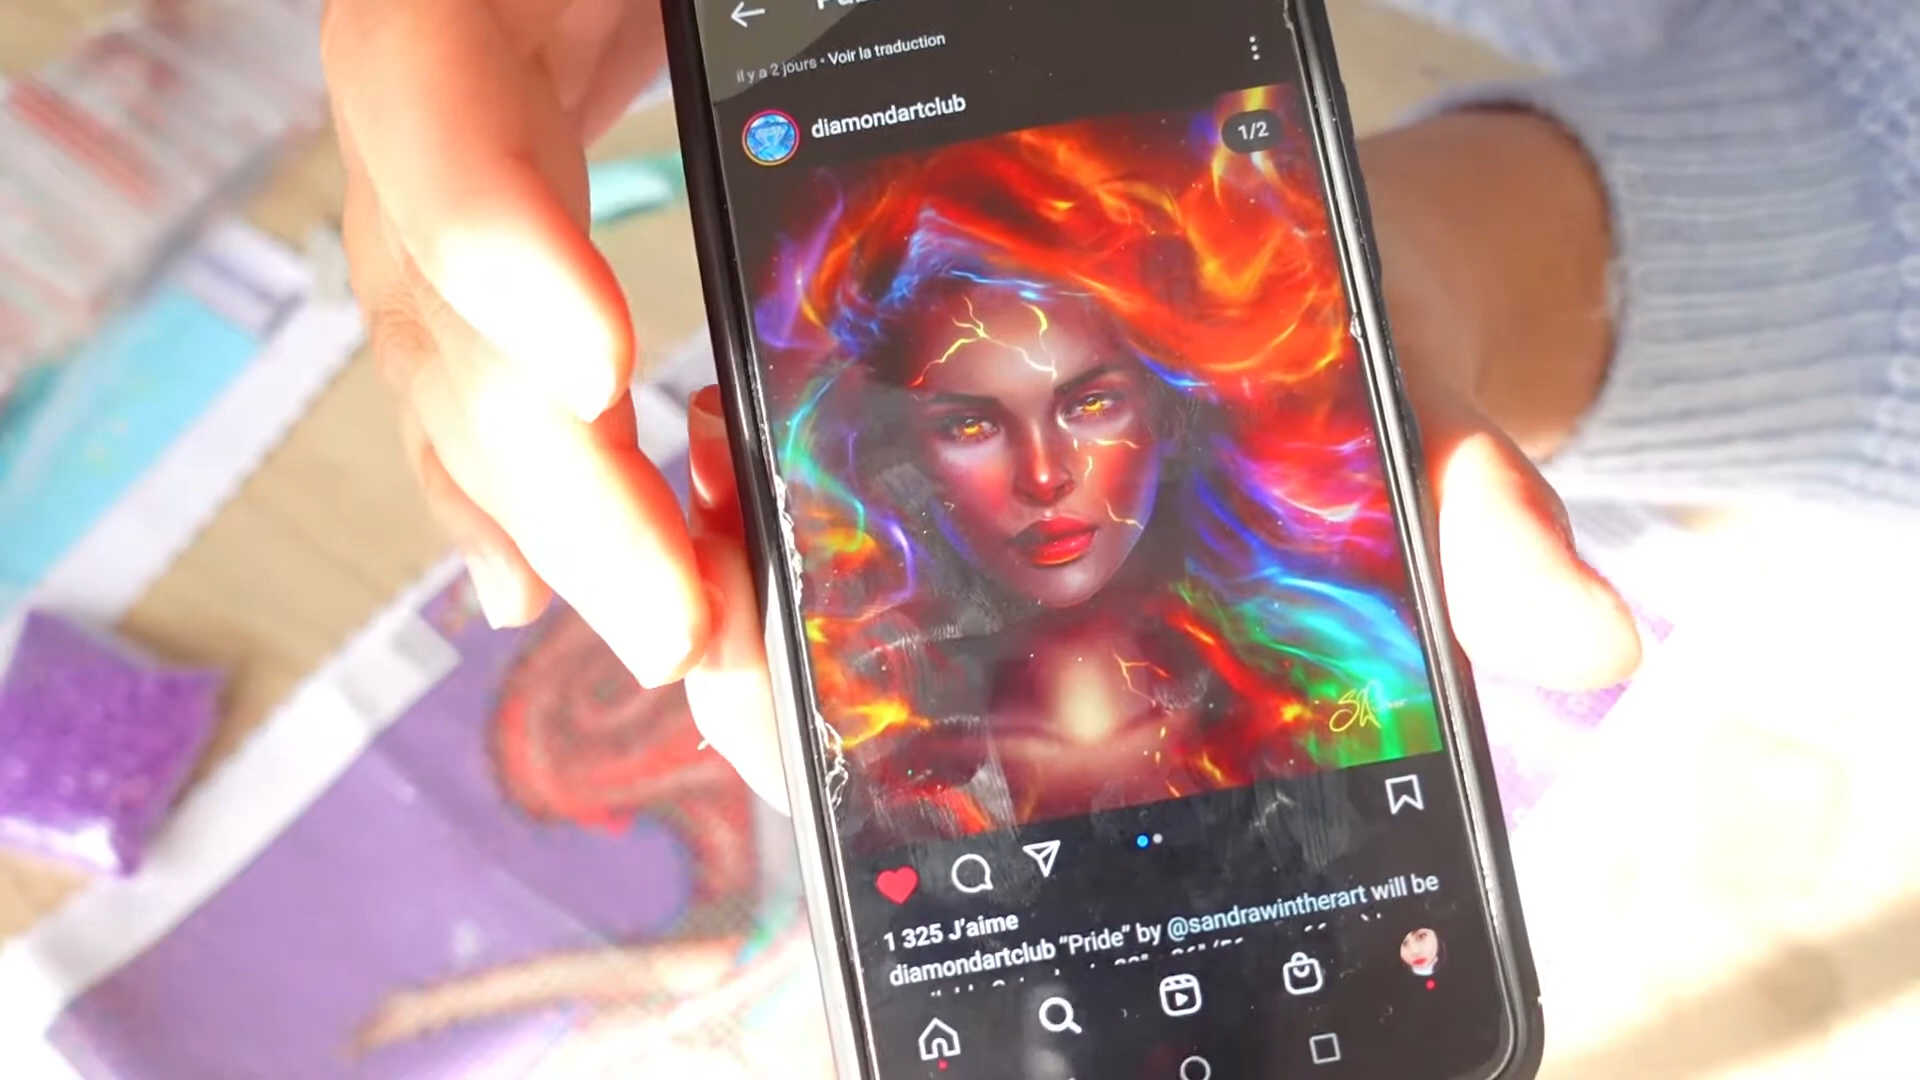 il y a 2 jours • Voir la traduction
diamondartclub
1/2
1 325 J'aime
diamondartclub "Pride" by @sandrawintherart will be